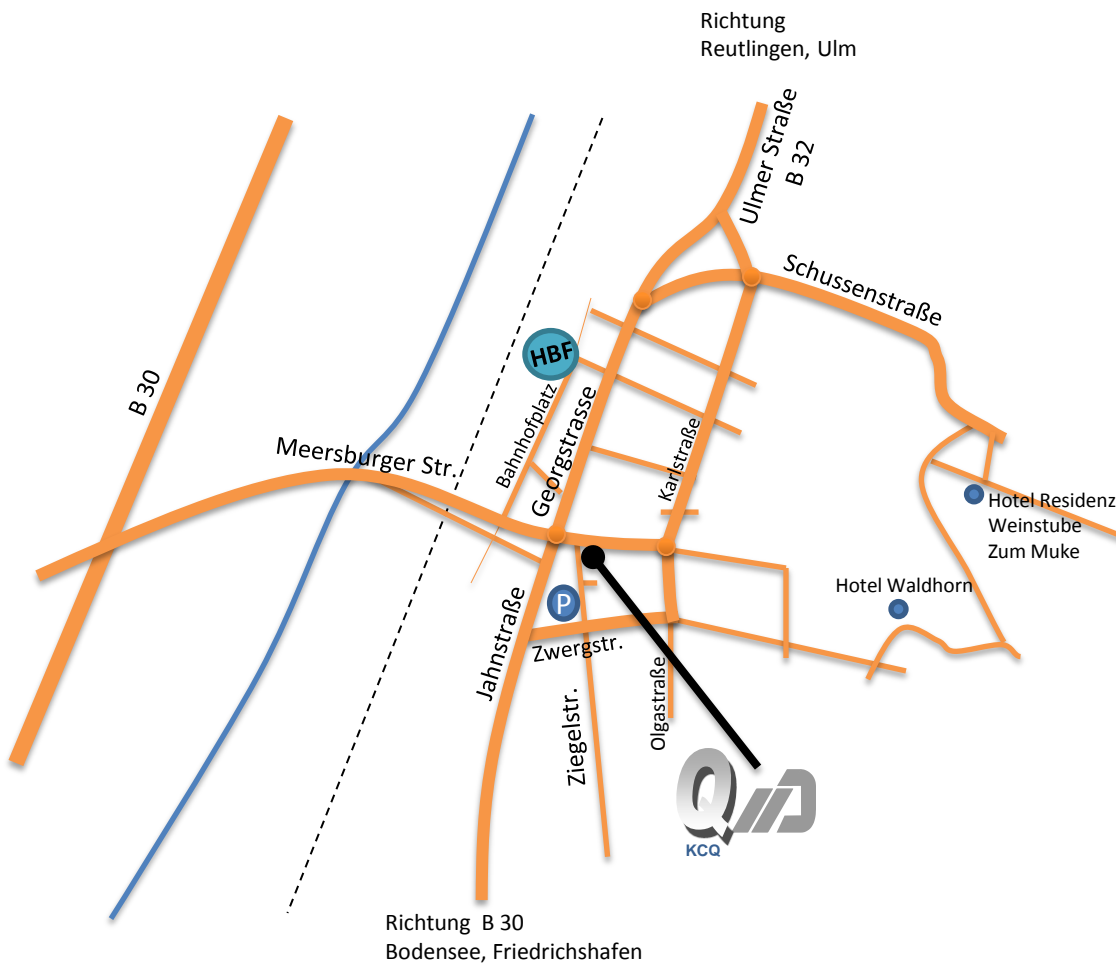 Richtung
Reutlingen, Ulm
Ulmer Straße
B 32
Schussenstraße
HBF
B 30
Bahnhofplatz
Georgstrasse
Karlstraße
Meersburger Str.
Hotel Residenz
Weinstube
Zum Muke
Hotel Waldhorn
P
Zwergstr.
Jahnstraße
Olgastraße
Ziegelstr.
Q
KCQ
Richtung B 30
Bodensee, Friedrichshafen